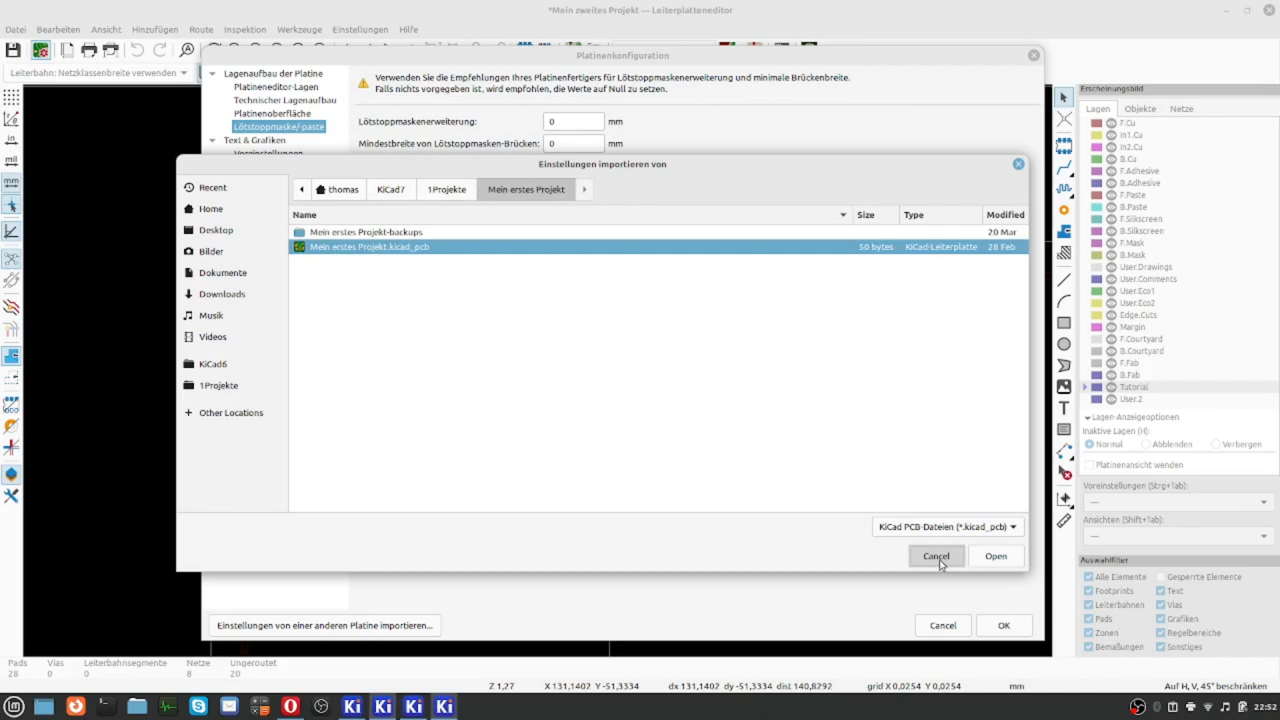 *Mein zweites Projekt — Leiterplatteneditor
Datei Bearbeiten Ansicht Hinzufügen Route Inspektion Werkzeuge Einstellungen Hilfe
Leiterbahn: Netzklassenbreite verwenden
Platinenkonfiguration
Lagenaufbau der Platine
Platineneditor-Lagen
Technischer Lagenaufbau
Platinenoberfläche
Lötstoppmaske/-paste
Text & Grafiken
Verwenden Sie die Empfehlungen Ihres Platinenfertigers für Lötstoppmaskenerweiterung und minimale Brückenbreite.
Falls nichts vorgegeben ist, wird empfohlen, die Werte auf Null zu setzen.
Lötstoppmaskenerweiterung: 0 mm
Mindestbreite von Lötstoppmasken-Brücken: 0 mm
Einstellungen importieren von
Recent
Home
Desktop
Bilder
Dokumente
Downloads
Musik
Videos
KiCad6
1Projekte
Other Locations
thomas KiCad7 1Projekte Mein erstes Projekt
Name Size Type Modified
Mein erstes Projekt-backups 20 Mar
Mein erstes Projekt.kicad_pcb 50 bytes KiCad-Leiterplatte 28 Feb
KiCad PCB-Dateien (*.kicad_pcb)
Cancel Open
Einstellungen von einer anderen Platine importieren...
Cancel OK
in
mil
mm
Erscheinungsbild
Lagen Objekte Netze
F.Cu
In1.Cu
In2.Cu
B.Cu
F.Adhesive
B.Adhesive
F.Paste
B.Paste
F.Silkscreen
B.Silkscreen
F.Mask
B.Mask
User.Drawings
User.Comments
User.Eco1
User.Eco2
Edge.Cuts
Margin
F.Courtyard
B.Courtyard
F.Fab
B.Fab
Tutorial
User.2
Lagen-Anzeigeoptionen
Inaktive Lagen (H):
Normal Abblenden Verbergen
Platinenansicht wenden
Voreinstellungen (Strg+Tab):
---
Ansichten (Shift+Tab):
---
Auswahlfilter
Alle Elemente Gesperrte Elemente
Footprints Text
Leiterbahnen Vias
Pads Grafiken
Zonen Regelbereiche
Bemaßungen Sonstiges
Pads Vias Leiterbahnsegmente Netze Ungeroutet
28 0 0 8 20
Z 1,27 X 131,1402 Y -51,3334 dx 131,1402 dy -51,3334 dist 140,8292 grid X 0,0254 Y 0,0254 mm Auf H, V, 45° beschränken
Ki Ki Ki Ki
22:52